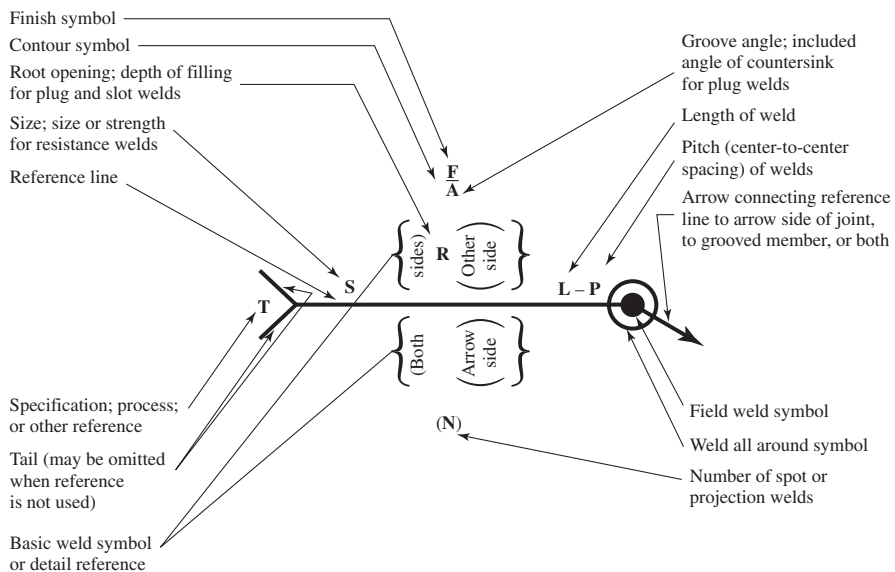 Finish symbol
Contour symbol
Root opening; depth of filling
for plug and slot welds
Size; size or strength
for resistance welds
Reference line
Groove angle; included
angle of countersink
for plug welds
Length of weld
Pitch (center-to-center
spacing) of welds
Arrow connecting reference
line to arrow side of joint,
to grooved member, or both
F
A
R
sides)
Other
side
S
L – P
T
(Both
Arrow
side
(N)
Specification; process;
or other reference
Tail (may be omitted
when reference
is not used)
Basic weld symbol
or detail reference
Field weld symbol
Weld all around symbol
Number of spot or
projection welds